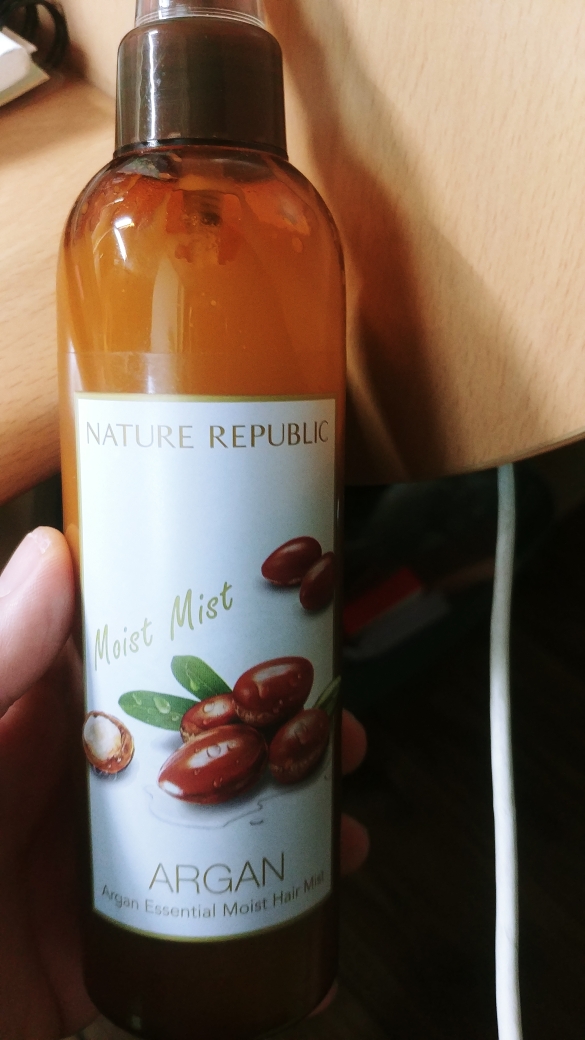 NATURE REPUBLIC
Moist Mist
ARGAN
Argan Essential Moist Hair Mist